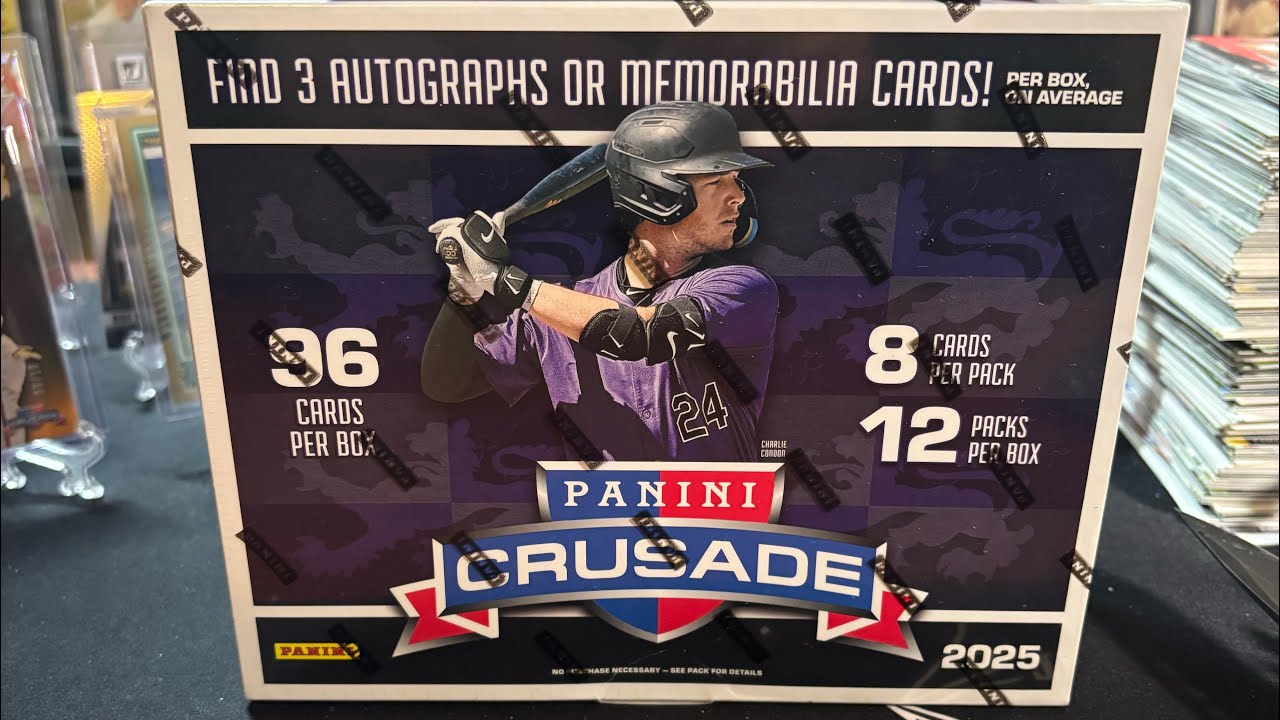 FIND 3 AUTOGRAPHS OR MEMORABILIA CARDS!
PER BOX,
ON AVERAGE
96
CARDS
PER BOX
8 CARDS
PER PACK
12 PACKS
PER BOX
24
CHARLIE
CONDON
PANINI
CRUSADE
PANINI
NO PURCHASE NECESSARY – SEE PACK FOR DETAILS
2025